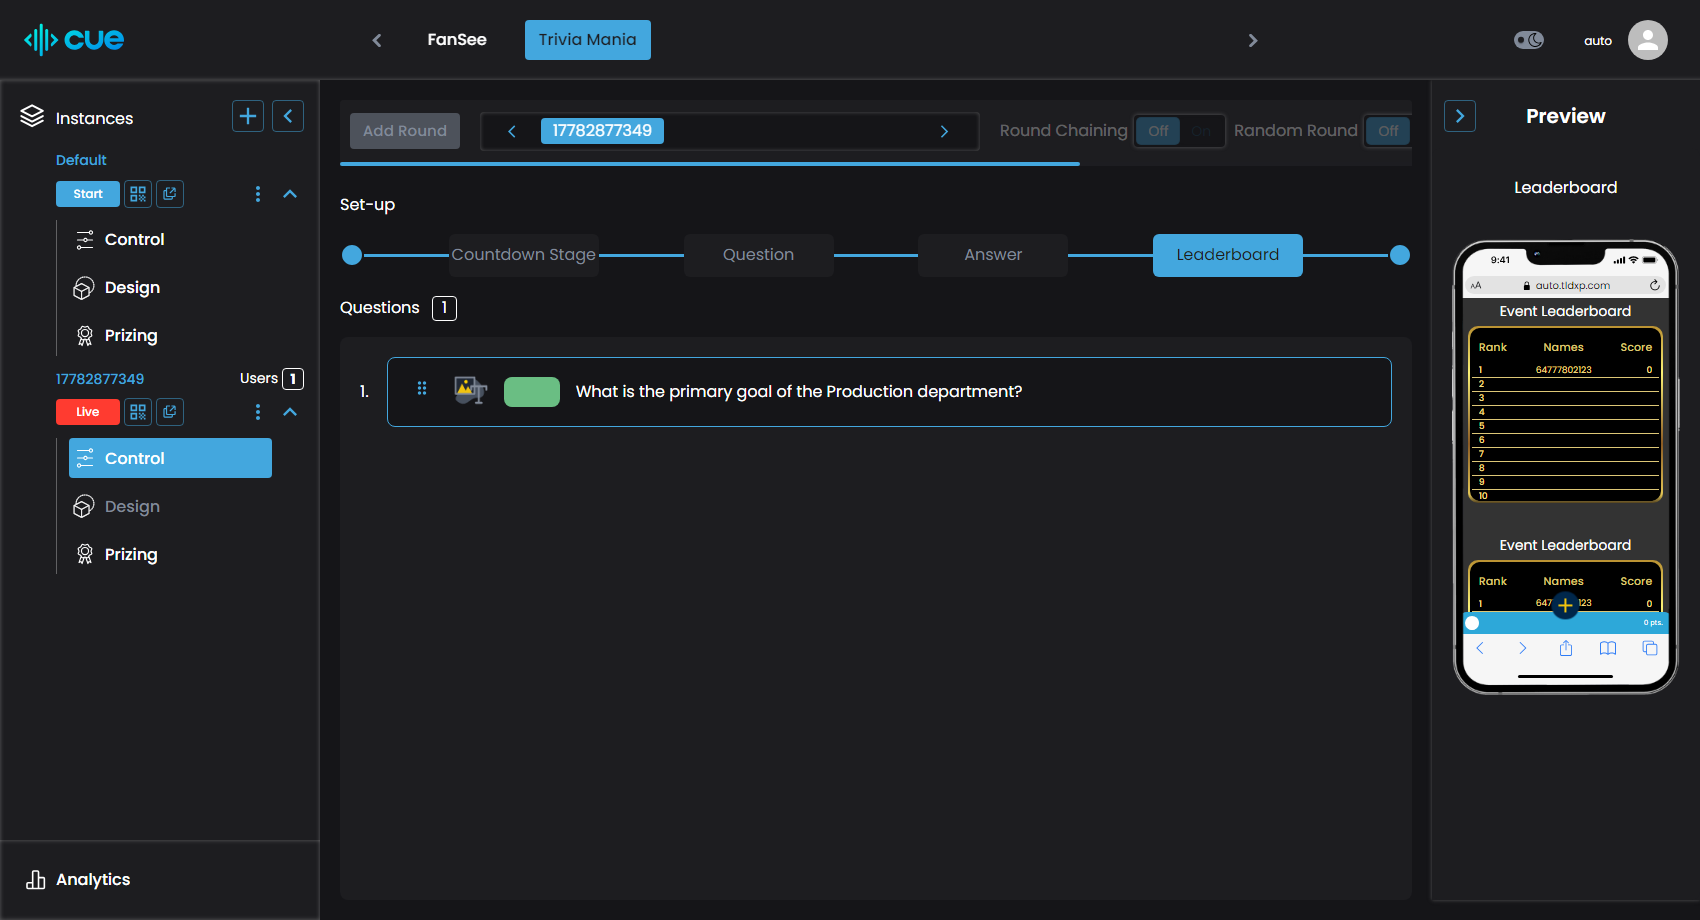 cue
FanSee
Trivia Mania
auto
Instances
Default
Start
Control
Design
Prizing
17782877349
Users 1
Live
Control
Design
Prizing
Analytics
Add Round
17782877349
Round Chaining
Off
On
Random Round
Off
Set-up
Countdown Stage
Question
Answer
Leaderboard
Questions 1
1.
What is the primary goal of the Production department?
Preview
Leaderboard
9:41
AA
auto.tldxp.com
Event Leaderboard
Rank Names Score
1 64777802123 0
2
3
4
5
6
7
8
9
10
Event Leaderboard
Rank Names Score
1 647 123 0
0 pts.